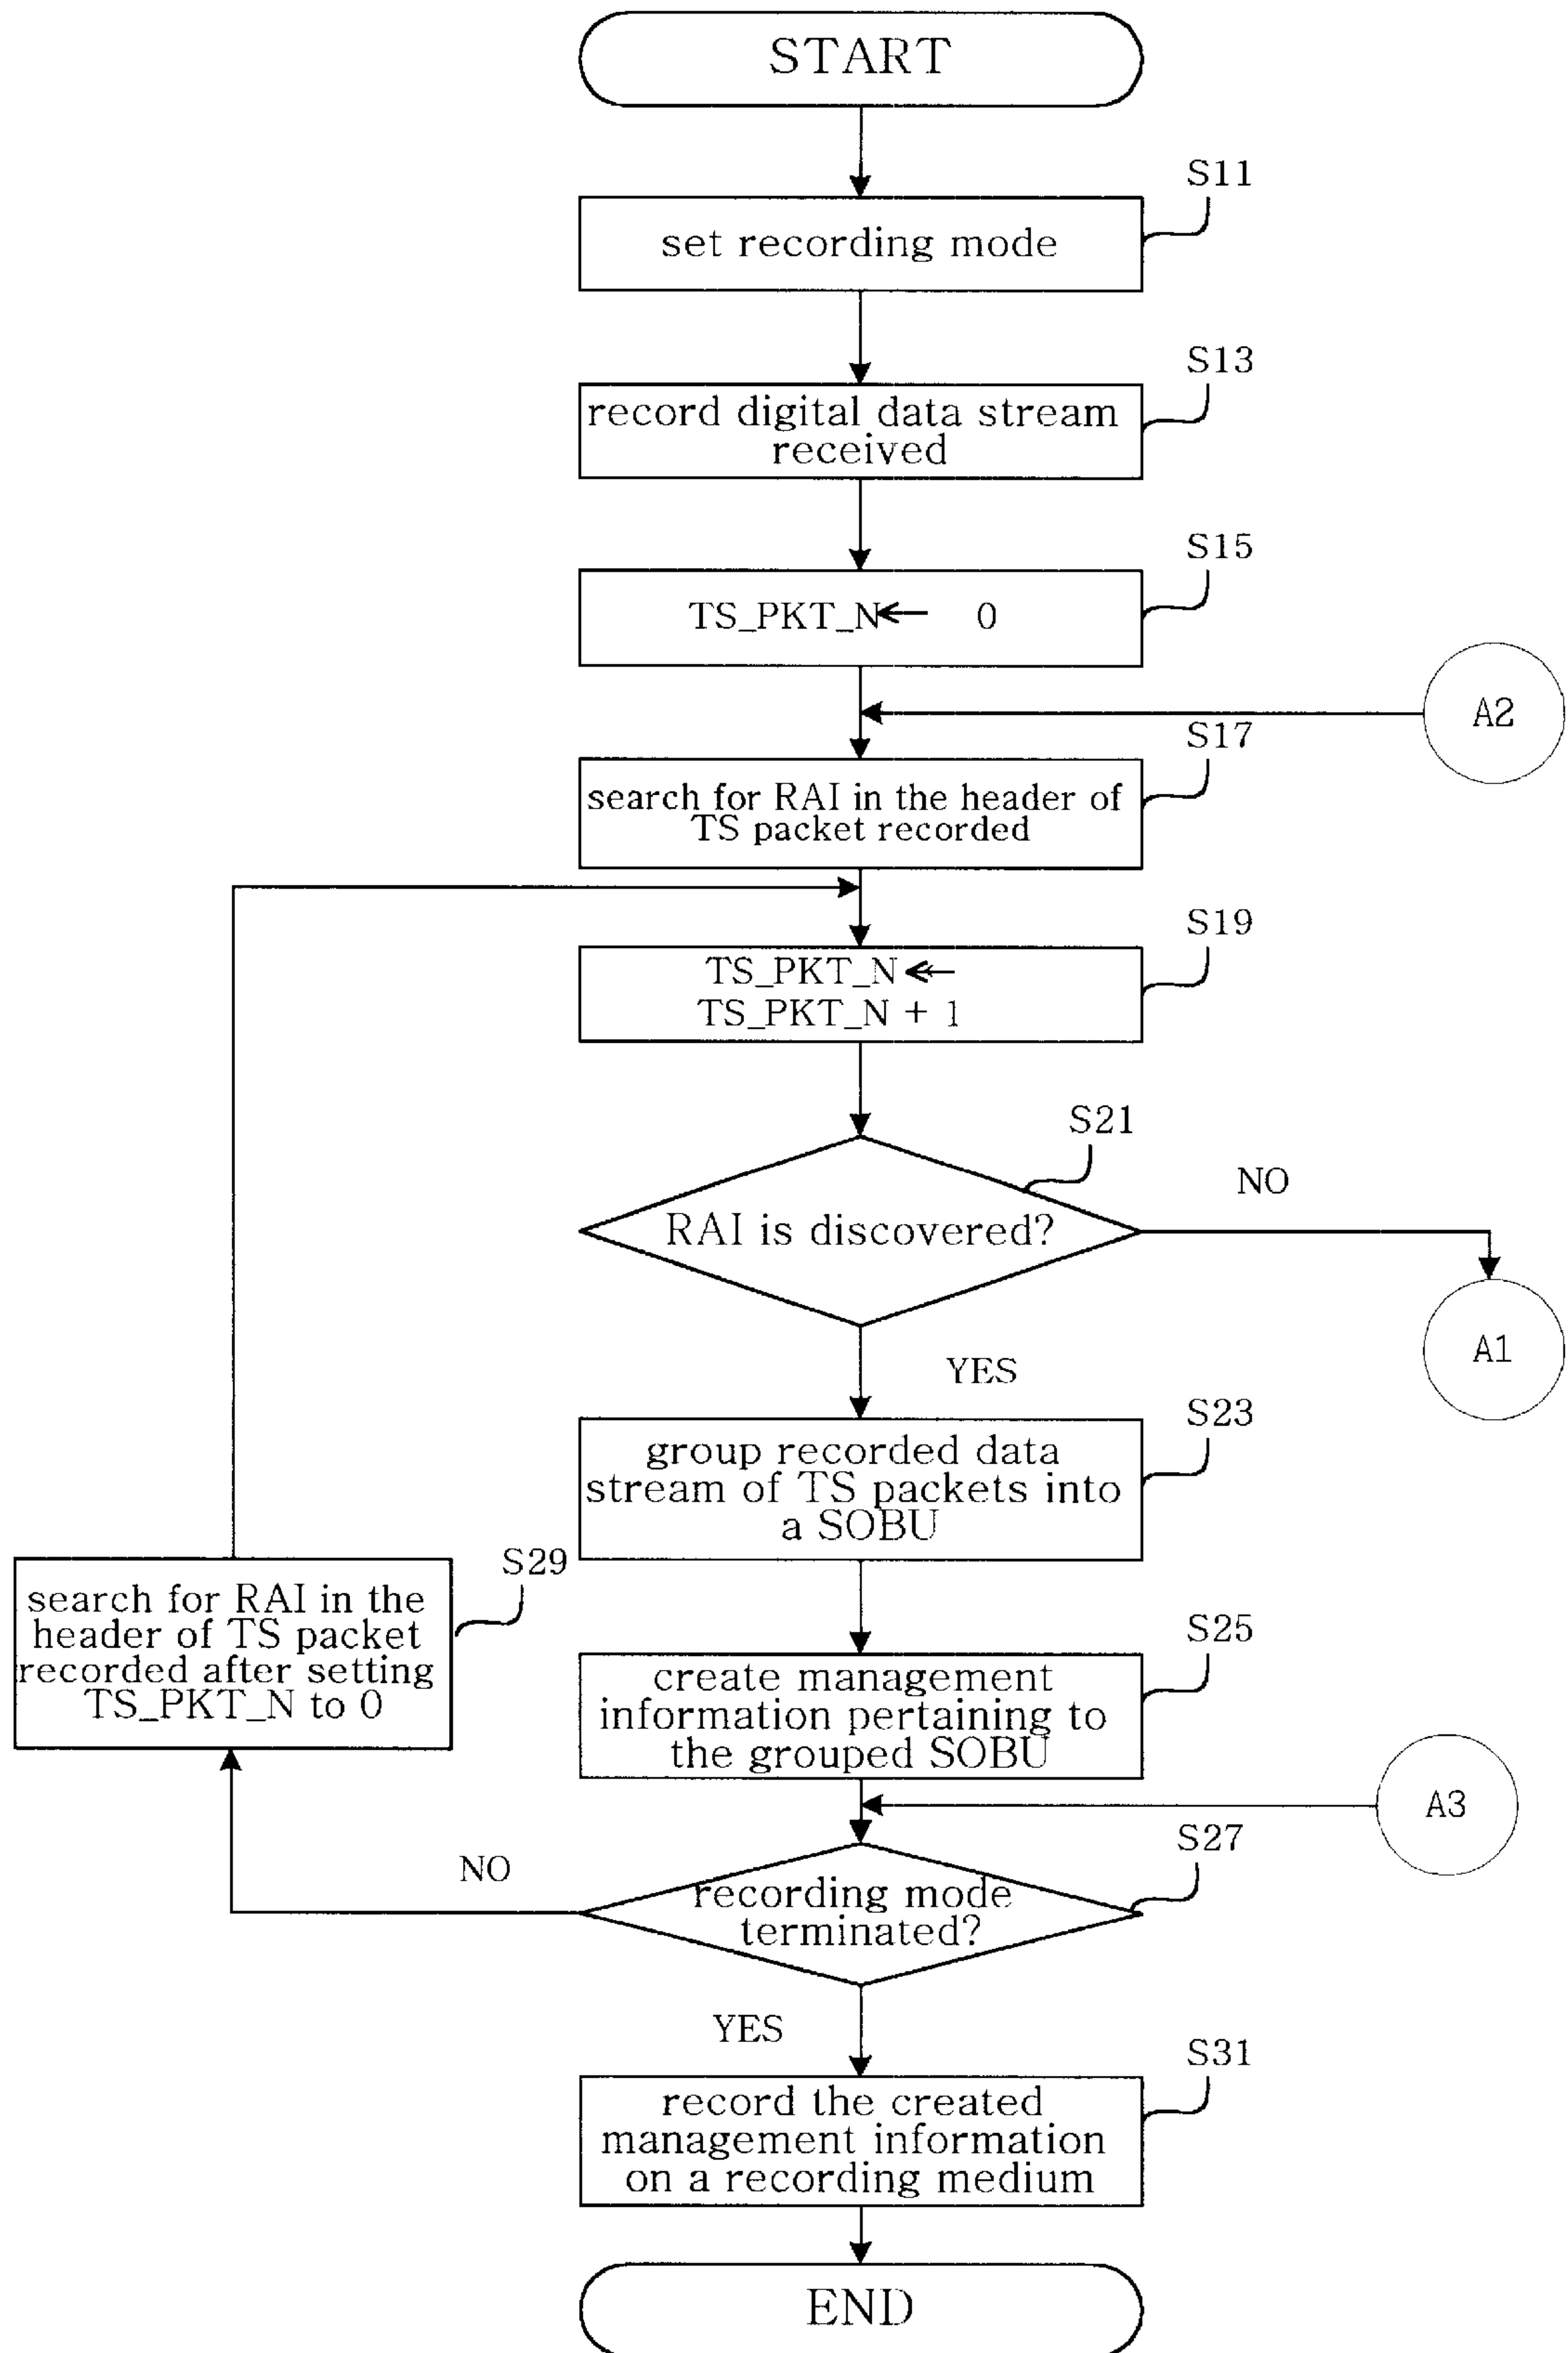 START
S11
set recording mode
S13
record digital data stream
received
S15
TS_PKT_N← 0
A2
S17
search for RAI in the header of
TS packet recorded
S19
TS_PKT_N ←
TS_PKT_N + 1
S21
NO
RAI is discovered?
A1
YES
S23
group recorded data
stream of TS packets into
a SOBU
S29
search for RAI in the
header of TS packet
recorded after setting
TS_PKT_N to 0
S25
create management
information pertaining to
the grouped SOBU
A3
S27
NO
recording mode
terminated?
YES
S31
record the created
management information
on a recording medium
END